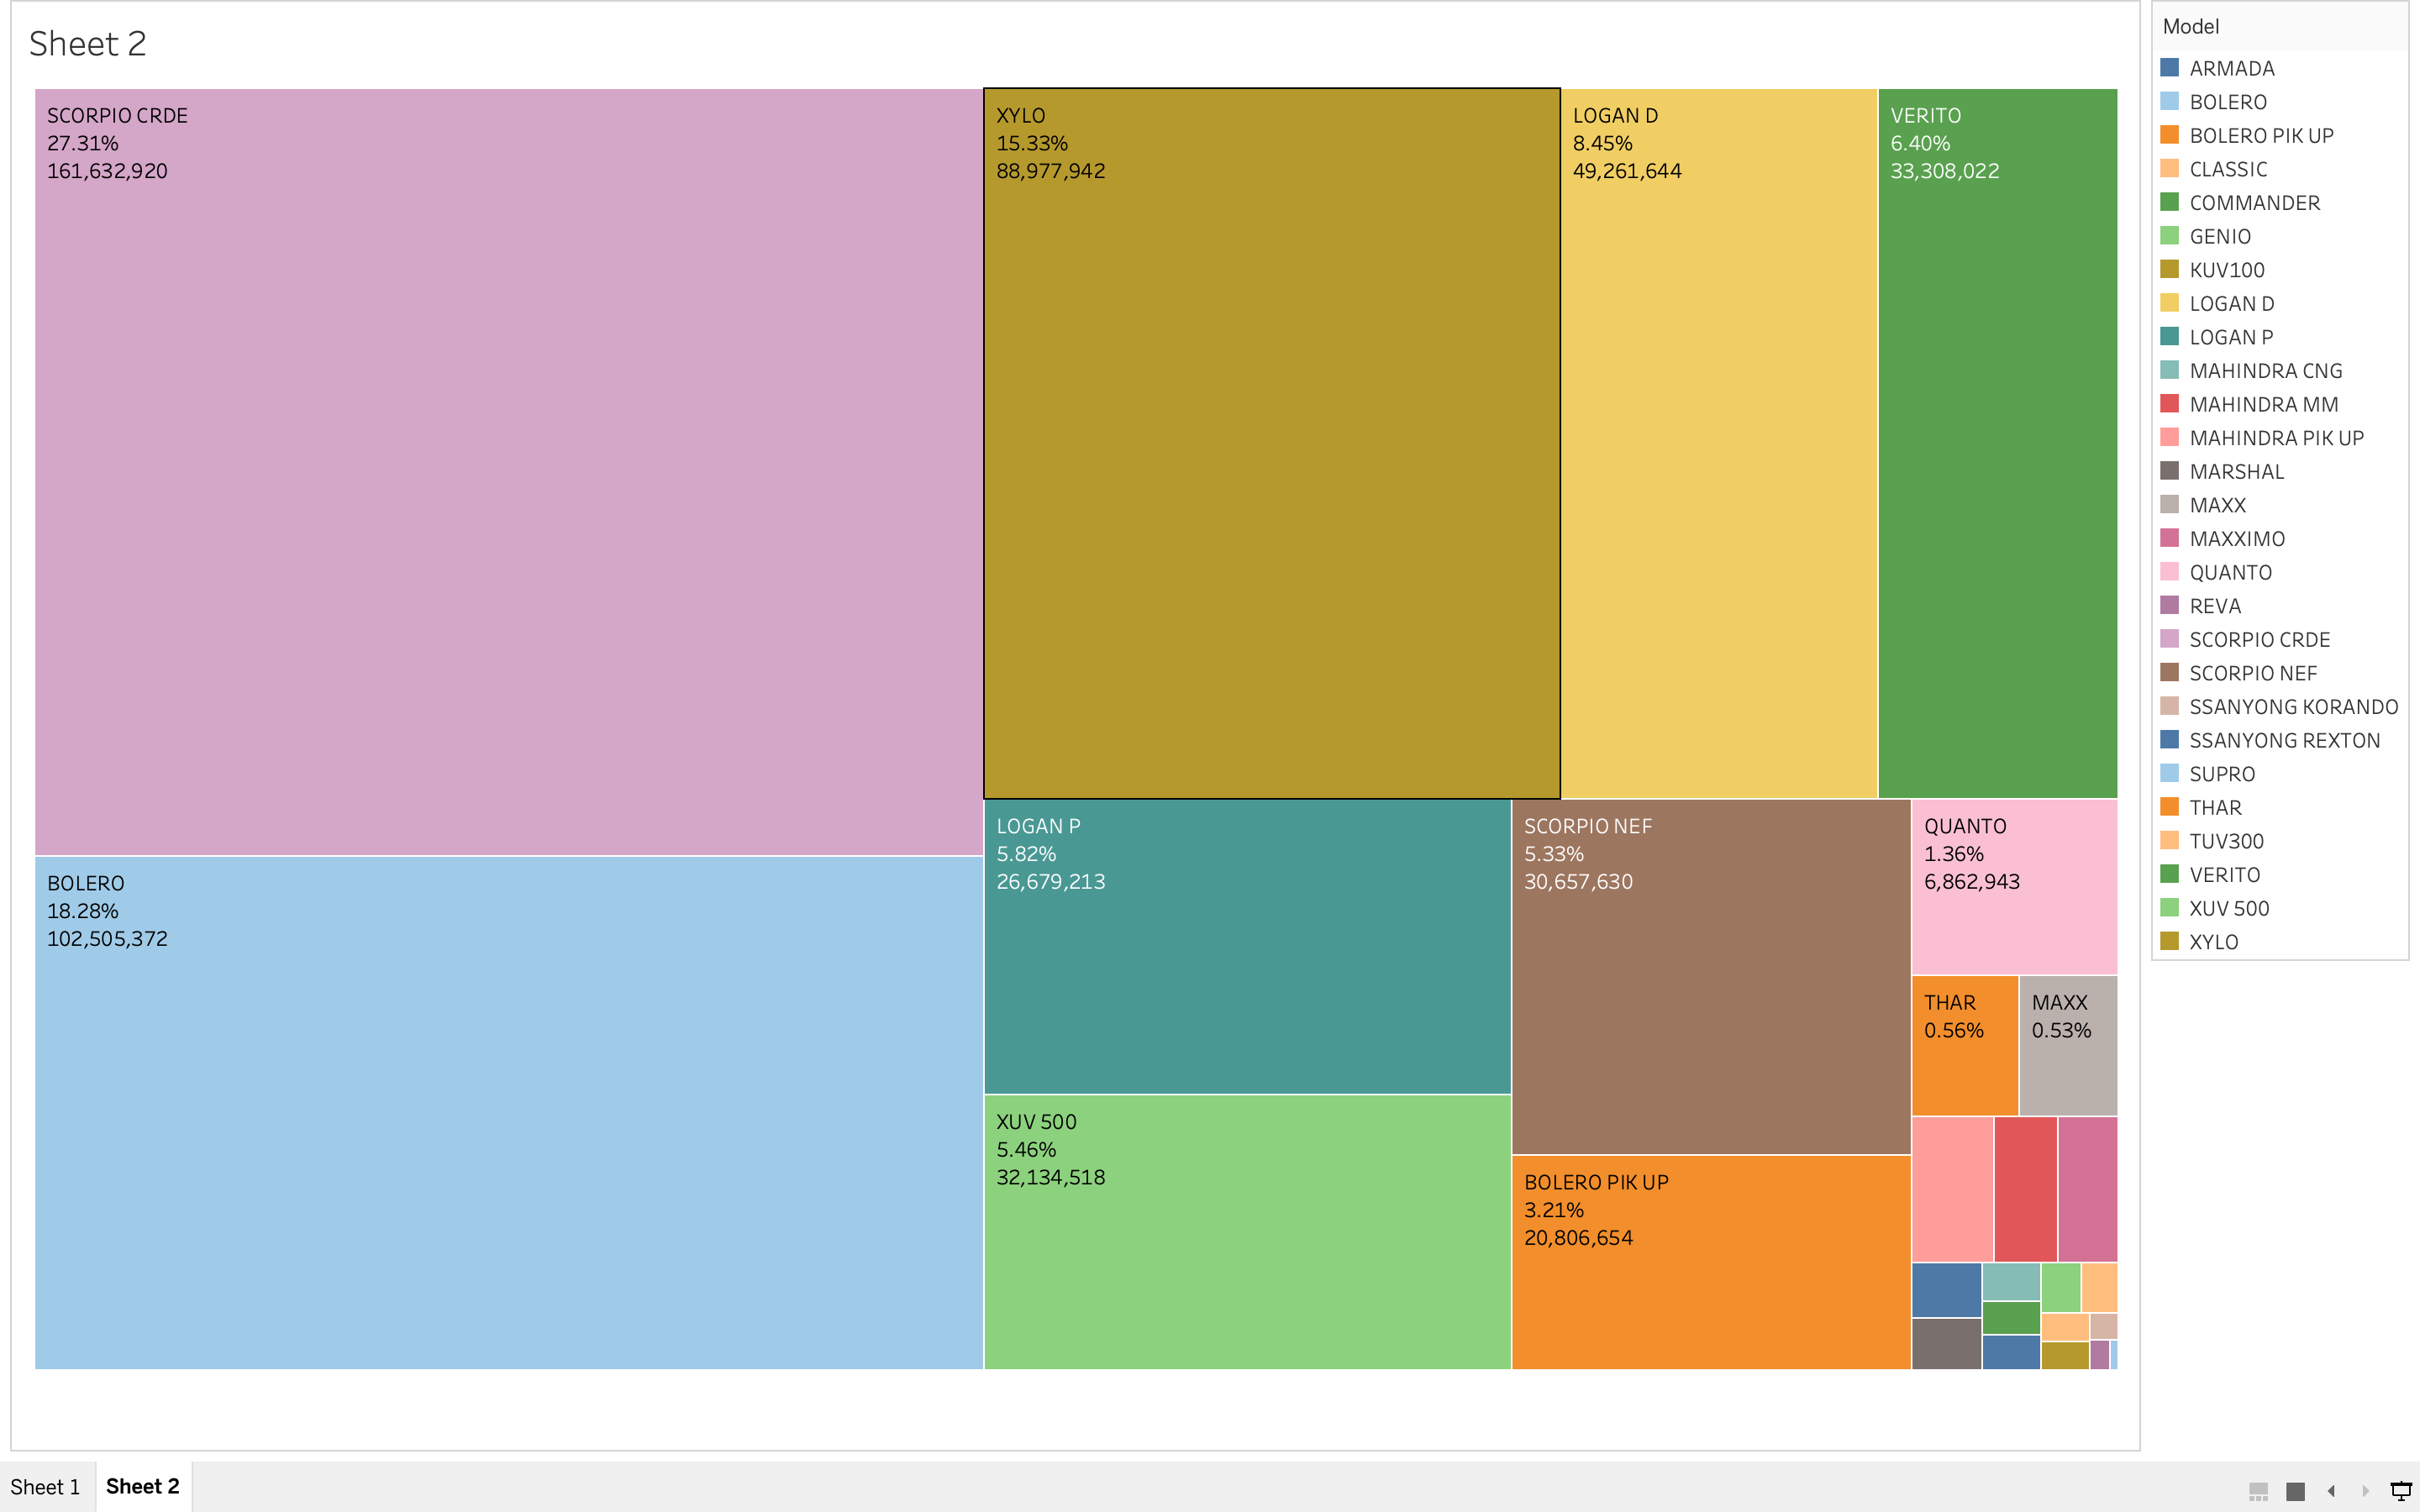 Sheet 2
SCORPIO CRDE
27.31%
161,632,920
XYLO
15.33%
88,977,942
LOGAN D
8.45%
49,261,644
VERITO
6.40%
33,308,022
BOLERO
18.28%
102,505,372
LOGAN P
5.82%
26,679,213
SCORPIO NEF
5.33%
30,657,630
QUANTO
1.36%
6,862,943
THAR
0.56%
MAXX
0.53%
XUV 500
5.46%
32,134,518
BOLERO PIK UP
3.21%
20,806,654
Model
ARMADA
BOLERO
BOLERO PIK UP
CLASSIC
COMMANDER
GENIO
KUV100
LOGAN D
LOGAN P
MAHINDRA CNG
MAHINDRA MM
MAHINDRA PIK UP
MARSHAL
MAXX
MAXXIMO
QUANTO
REVA
SCORPIO CRDE
SCORPIO NEF
SSANYONG KORANDO
SSANYONG REXTON
SUPRO
THAR
TUV300
VERITO
XUV 500
XYLO
Sheet 1
Sheet 2